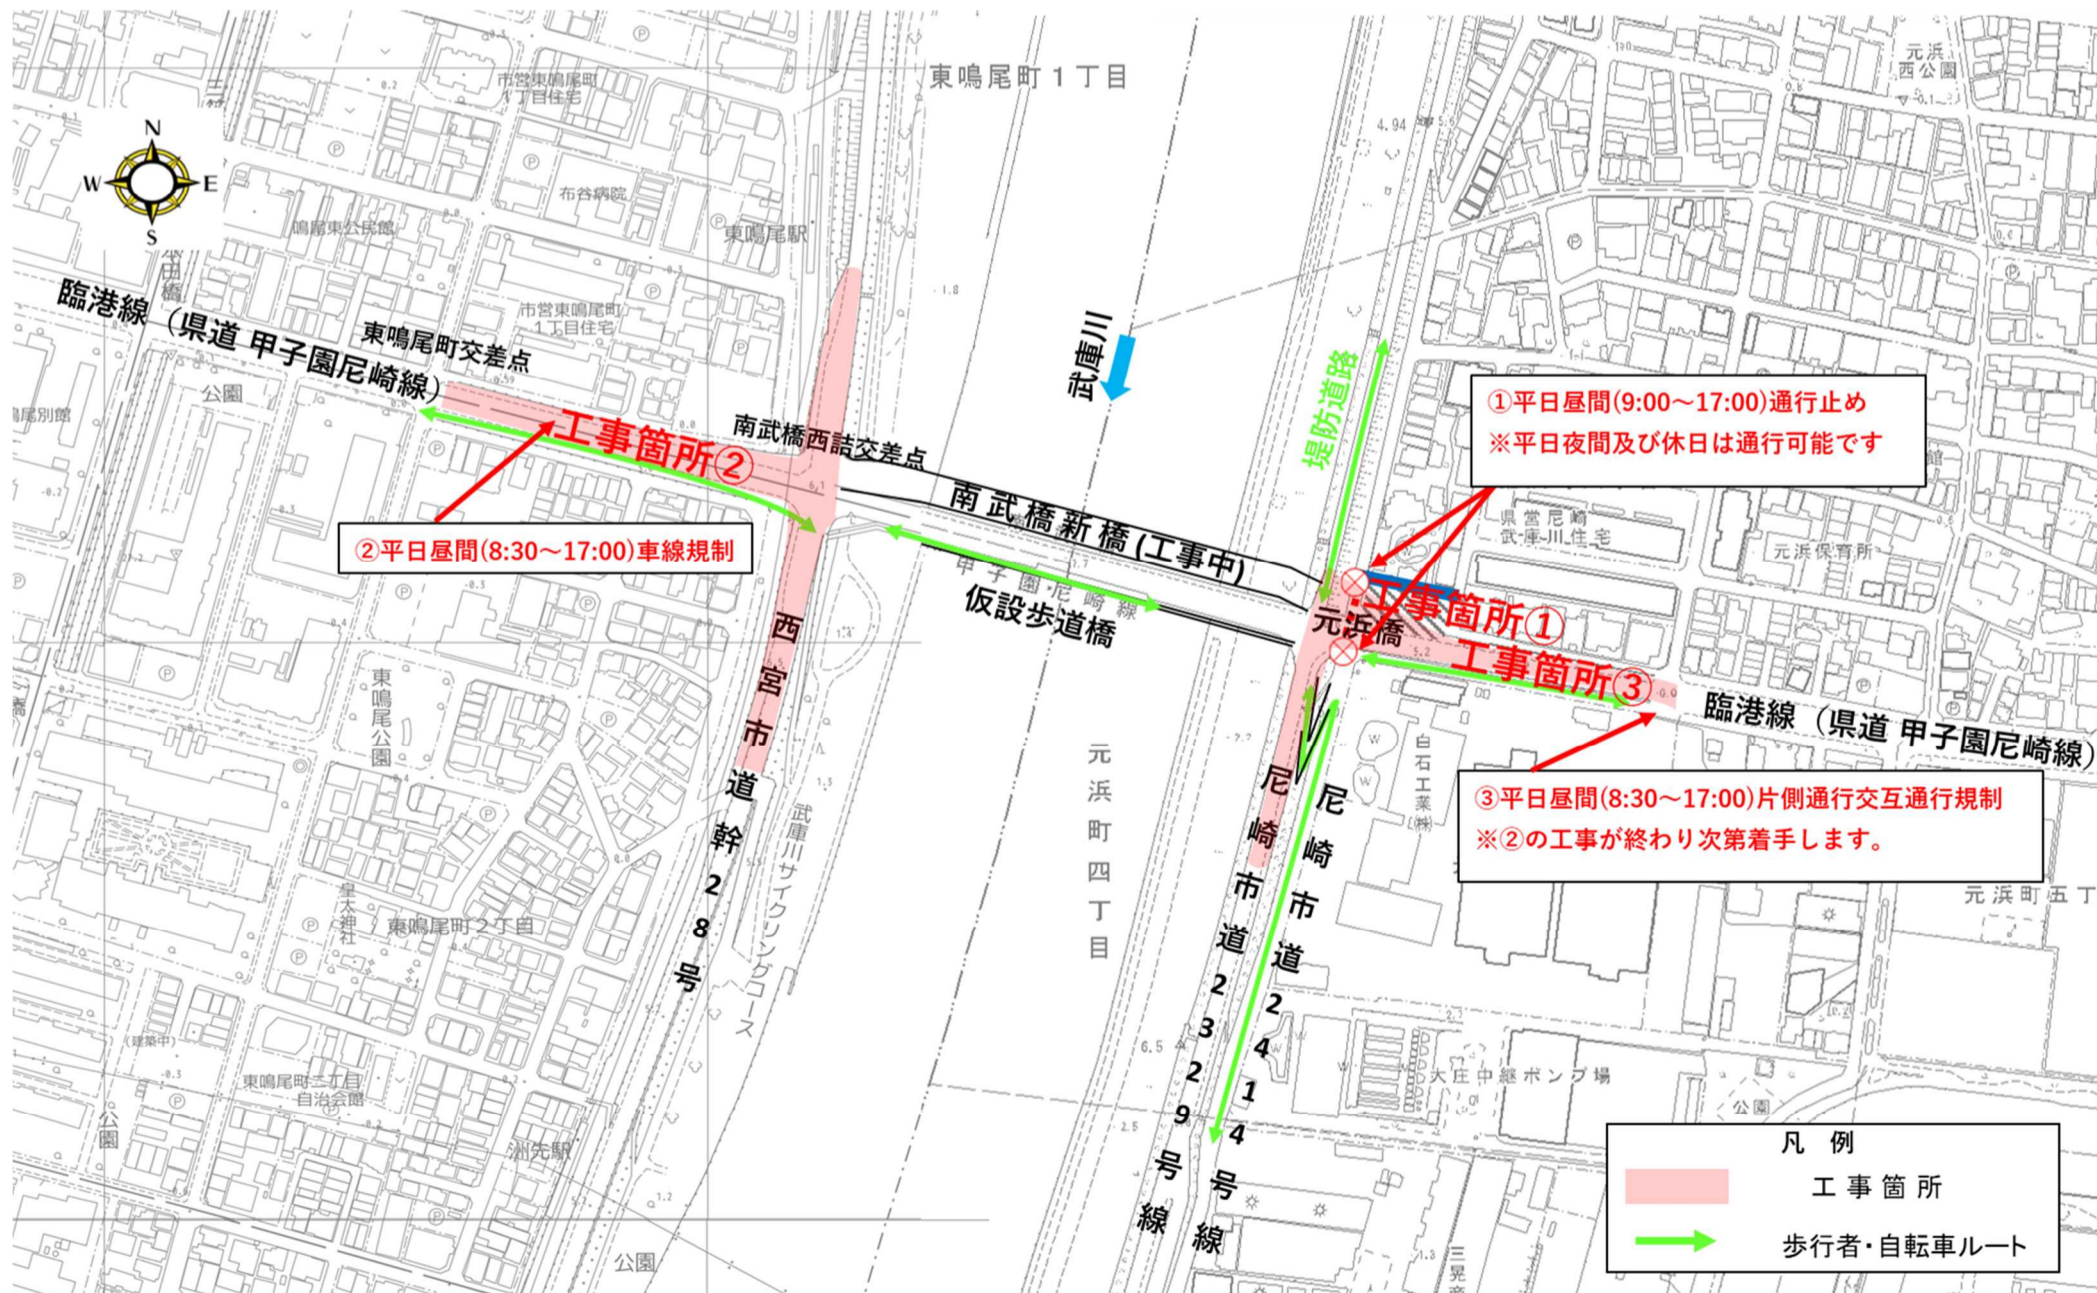 東鳴尾町1丁目
元浜
西公園
市営東鳴尾町
1丁目住宅
N
W
E
S
布谷病院
鳴尾東公民館
東鳴尾駅
臨港線（県道 甲子園尼崎線）
東鳴尾町交差点
市営東鳴尾町
1丁目住宅
公園
鳴尾別館
武庫川
堤防道路
①平日昼間(9:00～17:00)通行止め
※平日夜間及び休日は通行可能です
工事箇所②
南武橋西詰交差点
南武橋新橋(工事中)
②平日昼間(8:30～17:00)車線規制
甲子園尼崎線
仮設歩道橋
県営尼崎
武庫川住宅
元浜保育所
工事箇所①
元浜橋
工事箇所③
臨港線（県道 甲子園尼崎線）
③平日昼間(8:30～17:00)片側通行交互通行規制
※②の工事が終わり次第着手します。
西宮市道幹28号
東鳴尾公園
武庫川サイクリングコース
元浜町四丁目
白石工業㈱
尼崎市道2329号線
尼崎市道2414号線
元浜町五丁
皇太神社
東鳴尾町2丁目
(建築中)
東鳴尾町二丁目
自治会館
公園
洲先駅
公園
大庄中継ポンプ場
公園
凡例
工事箇所
歩行者・自転車ルート